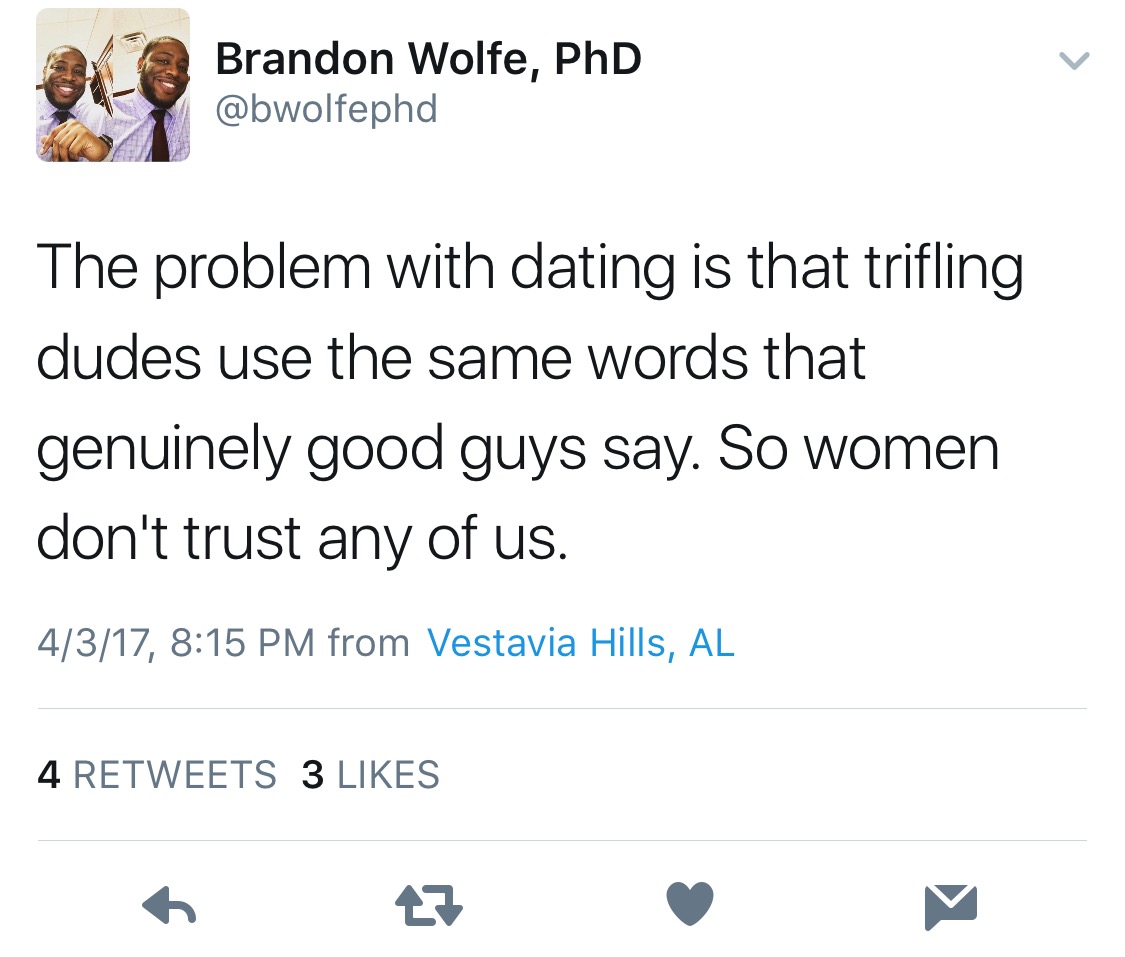 Brandon Wolfe, PhD
@bwolfephd
The problem with dating is that trifling
dudes use the same words that
genuinely good guys say. So women
don't trust any of us.
4/3/17, 8:15 PM from Vestavia Hills, AL
4 RETWEETS 3 LIKES